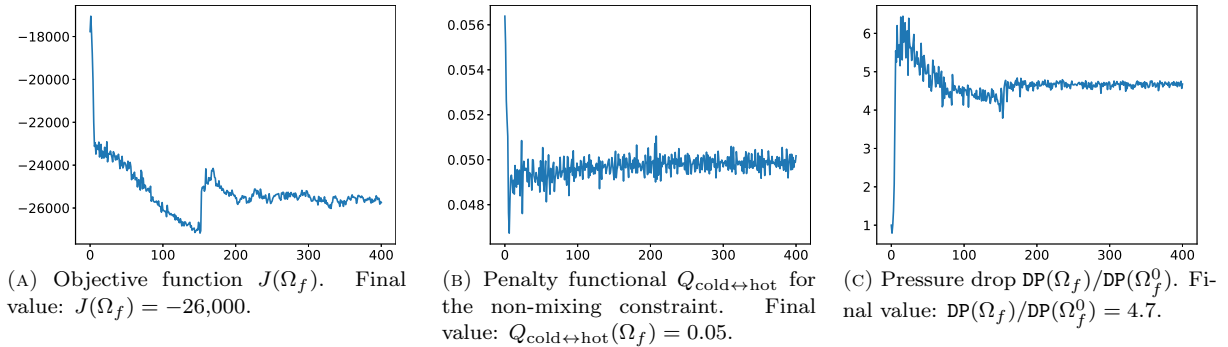 −18000
−20000
−22000
−24000
−26000
0 100 200 300 400
(A) Objective function J(Ω_f). Final
value: J(Ω_f) = −26,000.
0.056
0.054
0.052
0.050
0.048
0 100 200 300 400
(B) Penalty functional Q_cold↔hot for
the non-mixing constraint. Final
value: Q_cold↔hot(Ω_f) = 0.05.
6
5
4
3
2
1
0 100 200 300 400
(C) Pressure drop DP(Ω_f)/DP(Ω_f^0). Fi-
nal value: DP(Ω_f)/DP(Ω_f^0) = 4.7.